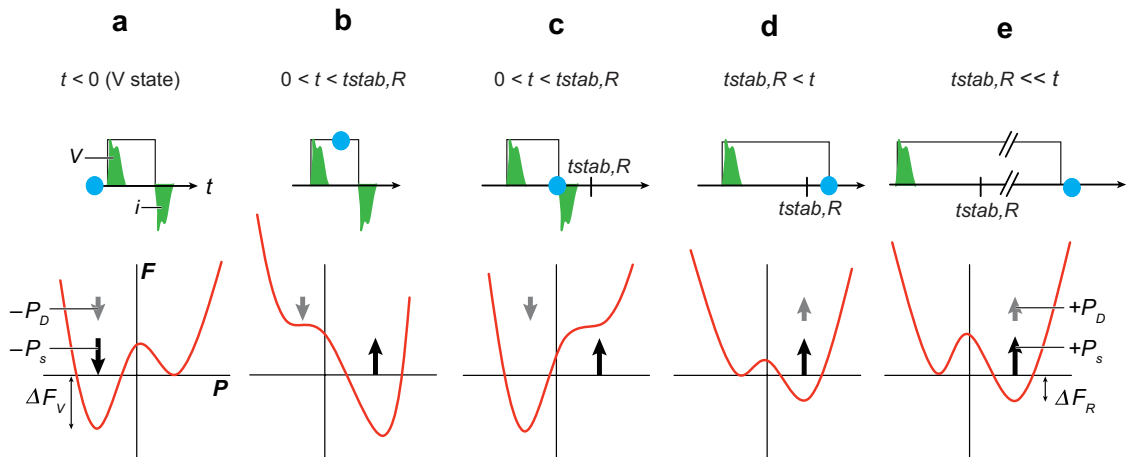 a b c d e
t < 0 (V state) 0 < t < tstab,R 0 < t < tstab,R tstab,R < t tstab,R << t
V t i
tstab,R
tstab,R
tstab,R
F
−P_D
−P_s
P
ΔF_V
+P_D
+P_s
ΔF_R